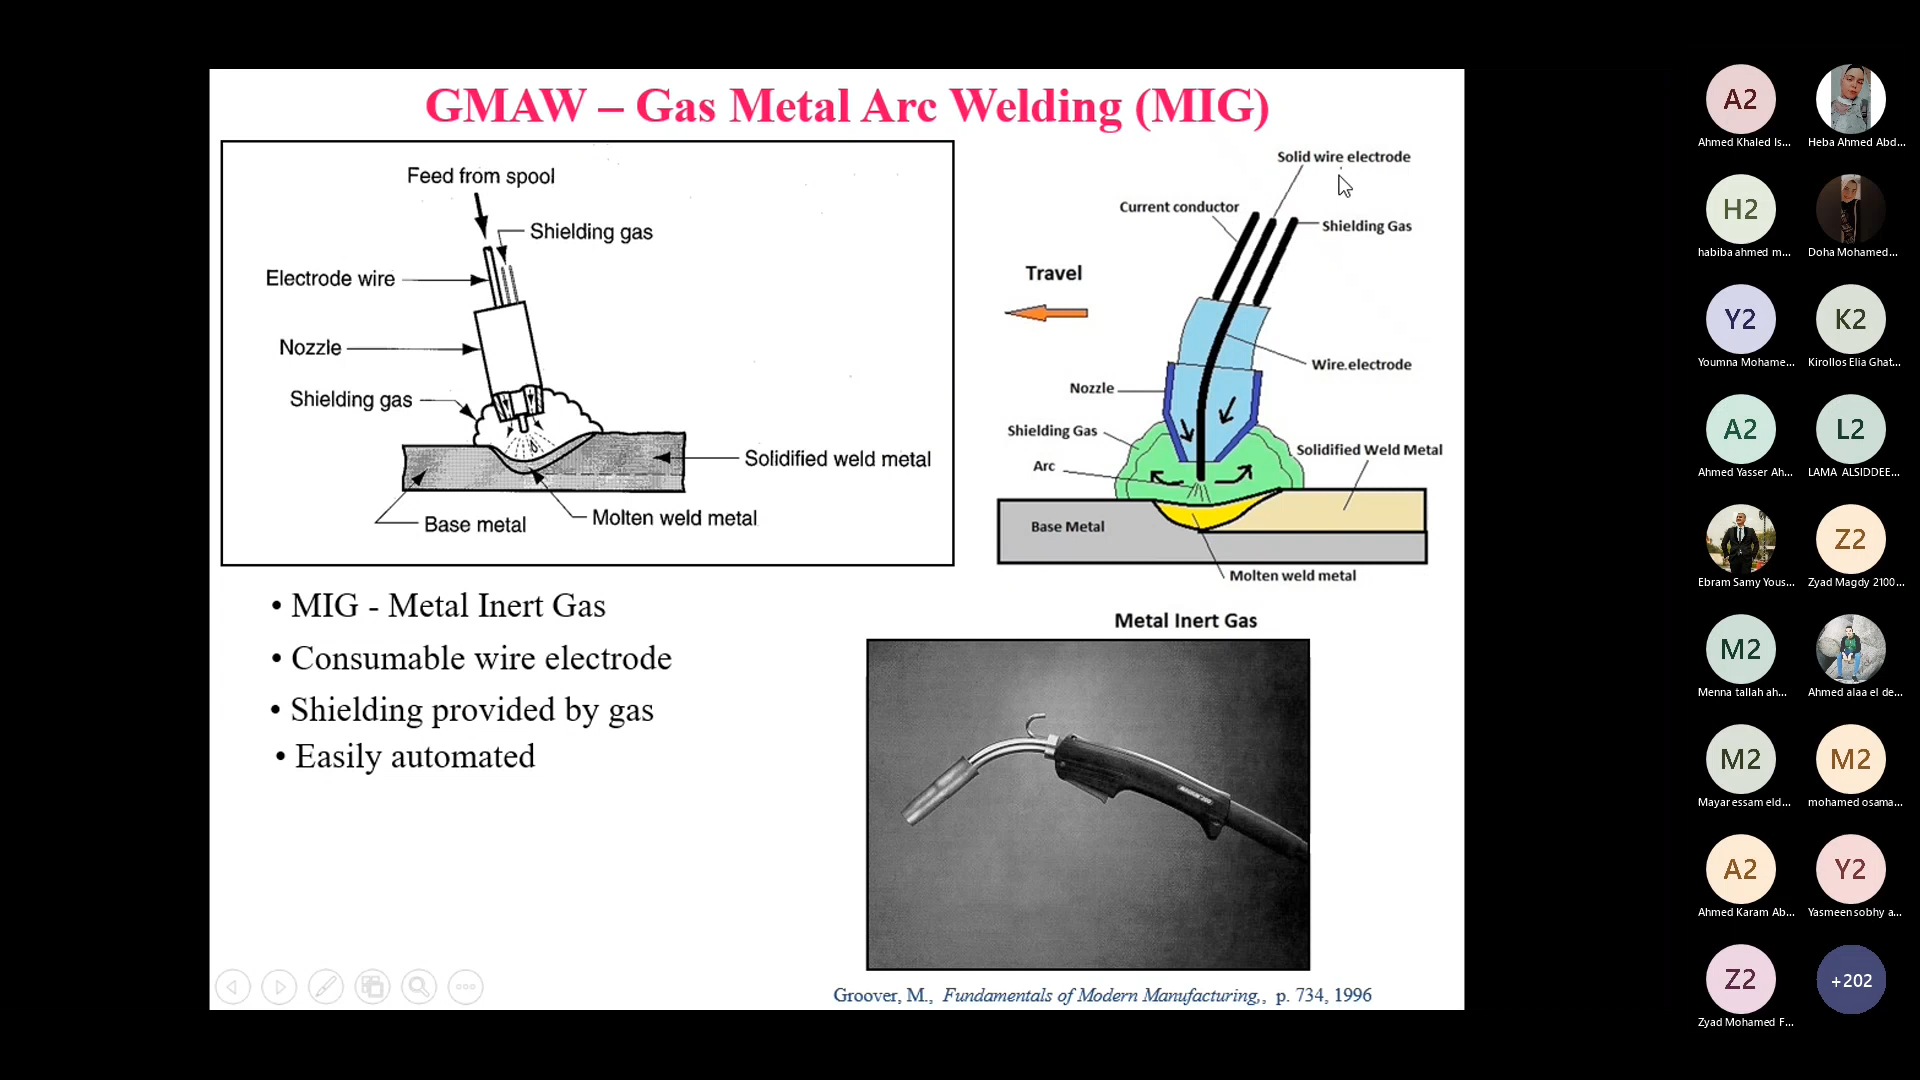 GMAW – Gas Metal Arc Welding (MIG)
Feed from spool
Shielding gas
Electrode wire
Nozzle
Shielding gas
Solidified weld metal
Base metal
Molten weld metal
Solid wire electrode
Current conductor
Shielding Gas
Travel
Wire electrode
Nozzle
Shielding Gas
Solidified Weld Metal
Arc
Base Metal
Molten weld metal
• MIG - Metal Inert Gas
• Consumable wire electrode
• Shielding provided by gas
• Easily automated
Metal Inert Gas
Groover, M., Fundamentals of Modern Manufacturing,, p. 734, 1996
A2
Ahmed Khaled Is...
Heba Ahmed Abd...
H2
habiba ahmed m...
Doha Mohamed...
Y2
Youmna Mohame...
K2
Kirollos Elia Ghat...
A2
Ahmed Yasser Ah...
L2
LAMA ALSIDDEE...
Ebram Samy Yous...
Z2
Zyad Magdy 2100...
M2
Menna tallah ah...
Ahmed alaa el de...
M2
Mayar essam eld...
M2
mohamed osama...
A2
Ahmed Karam Ab...
Y2
Yasmeen sobhy a...
Z2
Zyad Mohamed F...
+202